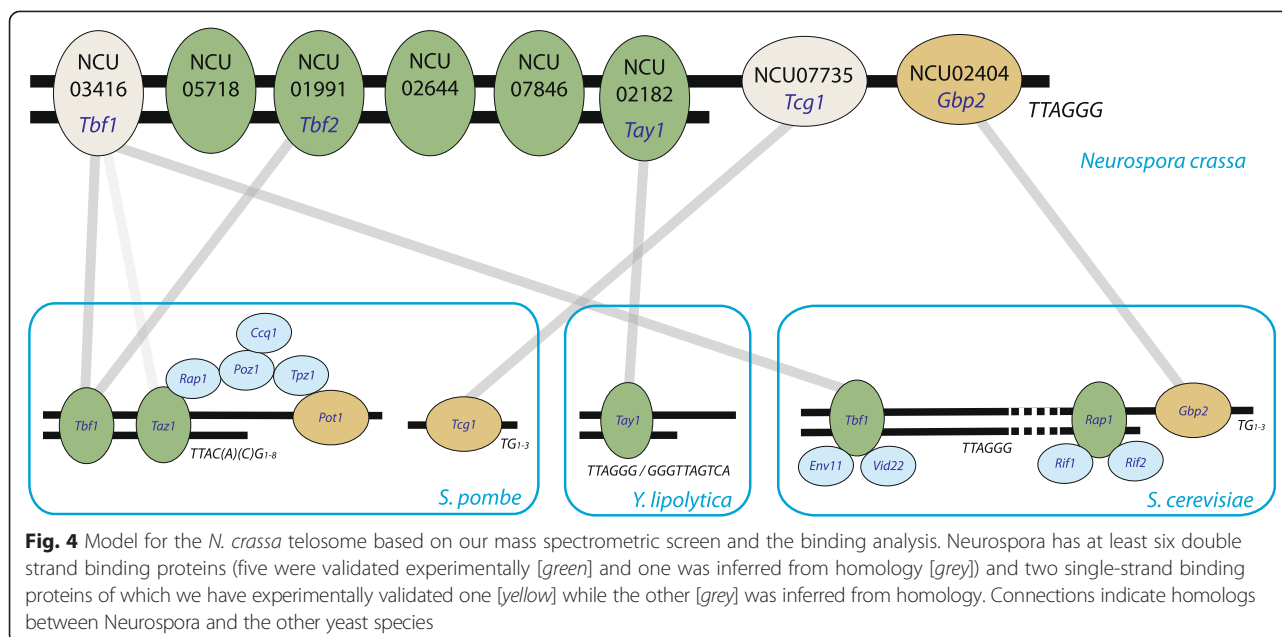 NCU
03416
Tbf1
NCU
05718
NCU
01991
Tbf2
NCU
02644
NCU
07846
NCU
02182
Tay1
NCU07735
Tcg1
NCU02404
Gbp2
TTAGGG
Neurospora crassa
Ccq1
Rap1
Poz1
Tpz1
Tbf1
Taz1
Pot1
TTAC(A)(C)G1-8
Tcg1
TG1-3
S. pombe
Tay1
TTAGGG / GGGTTAGTCA
Y. lipolytica
Tbf1
Env11
Vid22
TTAGGG
Rap1
Rif1
Rif2
Gbp2
TG1-3
S. cerevisiae
Fig. 4 Model for the N. crassa telosome based on our mass spectrometric screen and the binding analysis. Neurospora has at least six double
strand binding proteins (five were validated experimentally [green] and one was inferred from homology [grey]) and two single-strand binding
proteins of which we have experimentally validated one [yellow] while the other [grey] was inferred from homology. Connections indicate homologs
between Neurospora and the other yeast species